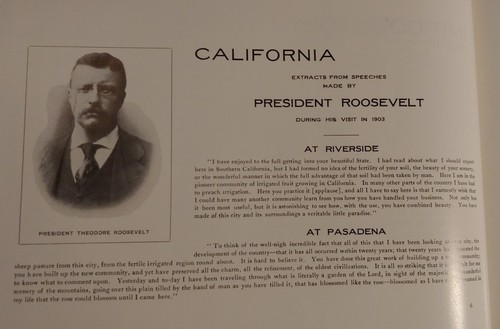 CALIFORNIA
EXTRACTS FROM SPEECHES
MADE BY
PRESIDENT ROOSEVELT
DURING HIS VISIT IN 1903
AT RIVERSIDE
"I have enjoyed to the full getting into your beautiful State. I had read about what I should expect
here in Southern California, but I had formed no idea of the fertility of your soil, the beauty of your scenery,
or the wonderful manner in which the full advantage of that soil had been taken by man. Here I am in the
pioneer community of irrigated fruit growing in California. In many other parts of the country I have had
to preach irrigation. Here you practice it [applause], and all I have to say here is that I earnestly wish that
I could have many another community learn from you how you have handled your business. Not only has
it been most useful, but it is astonishing to see how, with the use, you have combined beauty. You have
made of this city and its surroundings a veritable little paradise."
PRESIDENT THEODORE ROOSEVELT
AT PASADENA
"To think of the well-nigh incredible fact that all of this that I have been looking city, the
development of the country—that it has all occurred within twenty years; that twenty years to the
sheep pasture from this city, from the fertile irrigated region round about. It is hard to believe it. You have done this great work of building up a community;
you have built up the new community, and yet have preserved all the charm, all the refinement, of the oldest civilizations. It is all so striking that it for me
to know what to comment upon. Yesterday and to-day I have been traveling through what is literally a garden of the Lord, in sight of the wonderful
scenery of the mountains, going over this plain tilled by the hand of man as you have tilled it, that has blossomed like the rose—blossomed as I have in
my life that the rose could blossom until I came here."